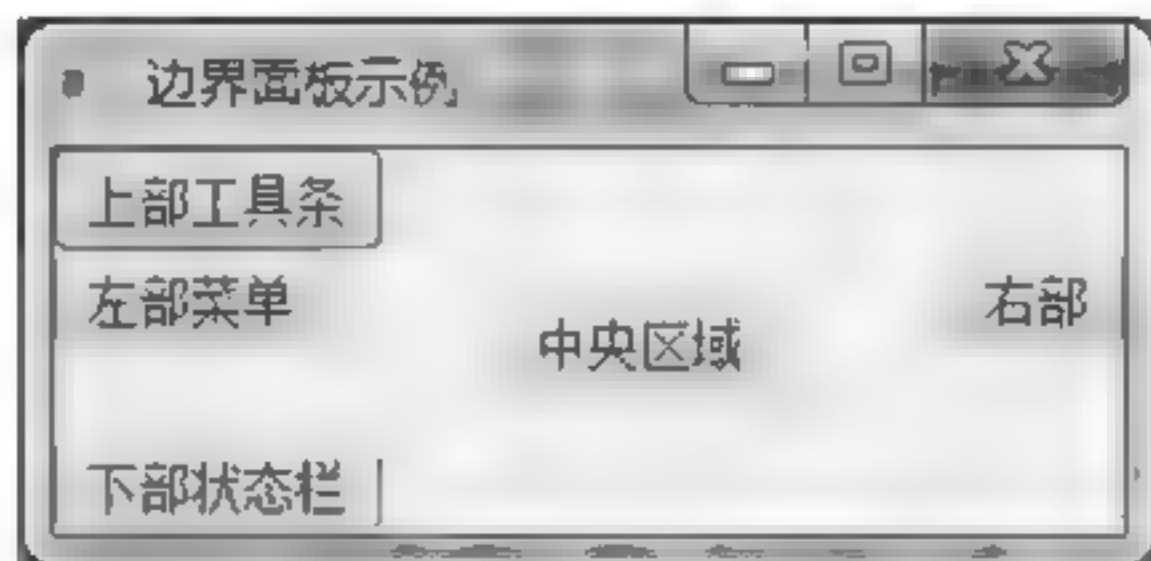 边界面板示例
上部工具条
左部菜单
中央区域
右部
下部状态栏